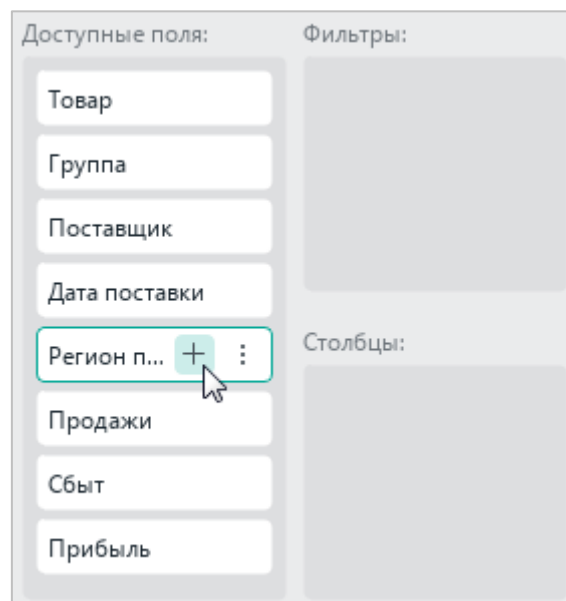 Доступные поля:
Товар
Группа
Поставщик
Дата поставки
Регион п...
Продажи
Сбыт
Прибыль
Фильтры:
Столбцы: